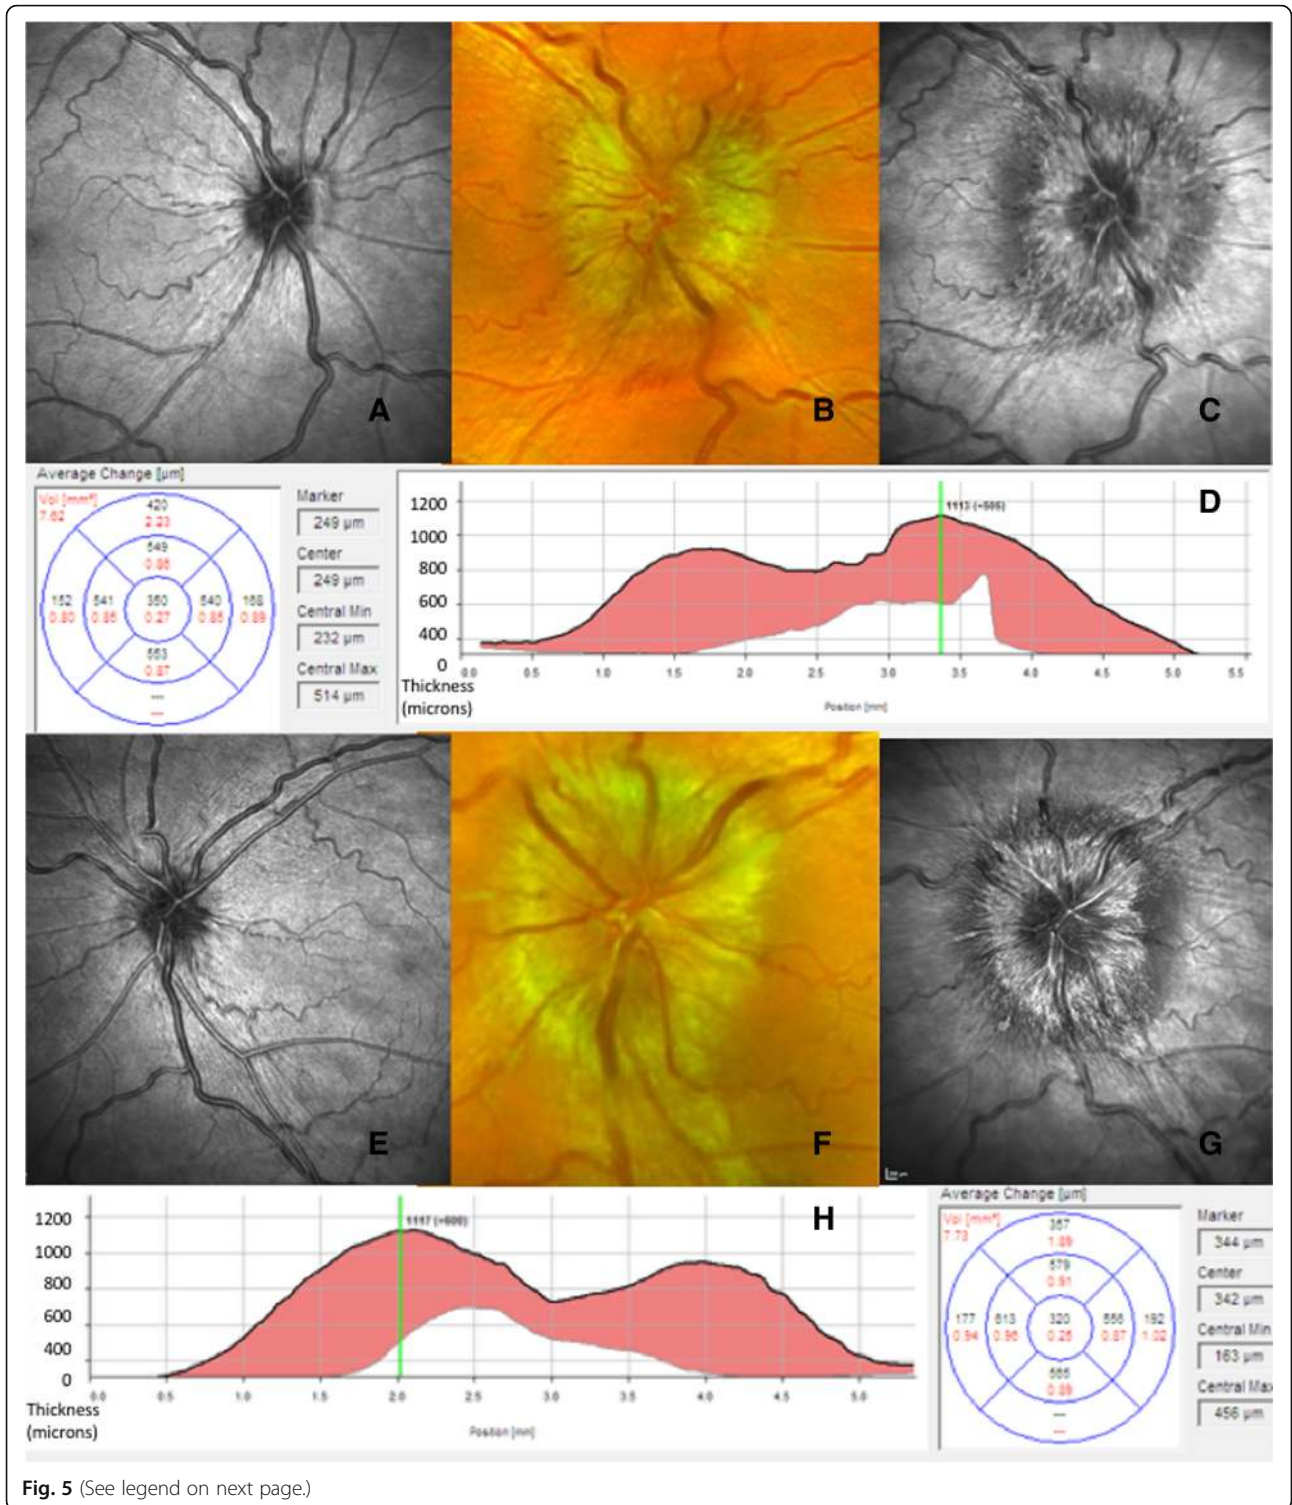 A
B
C
Average Change [µm]
Vol [mm³]
7.62
420
2.23
549
0.86
152
0.80
541
0.85
350
0.27
540
0.85
168
0.89
553
0.87
---
---
Marker
249 µm
Center
249 µm
Central Min
232 µm
Central Max
514 µm
D
1200
1000
800
600
400
0
Thickness
(microns)
0.0 0.5 1.0 1.5 2.0 2.5 3.0 3.5 4.0 4.5 5.0 5.5
Position [mm]
E
F
G
H
1200
1000
800
600
400
0
Thickness
(microns)
0.0 0.5 1.0 1.5 2.0 2.5 3.0 3.5 4.0 4.5 5.0
Position [mm]
Average Change [µm]
Vol [mm³]
7.73
1.89
579
0.91
177
0.94
613
0.96
320
0.25
556
0.87
192
1.02
565
0.89
---
---
Marker
344 µm
Center
342 µm
Central Min
163 µm
Central Max
456 µm
Fig. 5 (See legend on next page.)